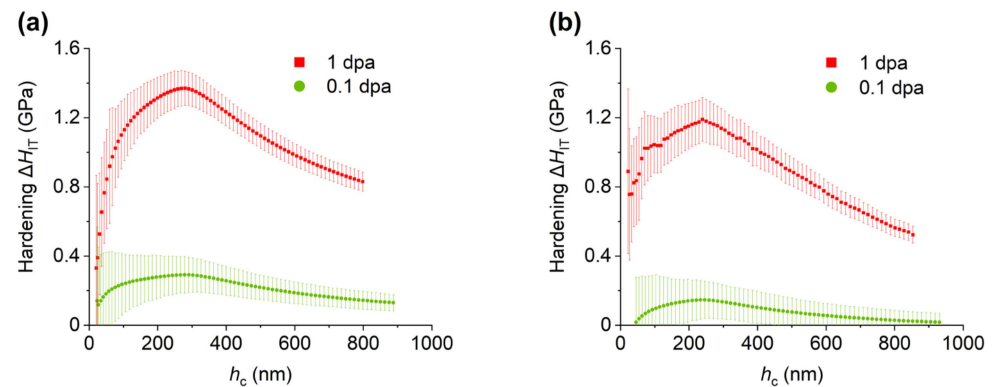 (a)
1.6
1.2
0.8
0.4
0
Hardening ΔH_IT (GPa)
1 dpa
0.1 dpa
0 200 400 600 800 1000
h_c (nm)
(b)
1.6
1.2
0.8
0.4
0
Hardening ΔH_IT (GPa)
1 dpa
0.1 dpa
0 200 400 600 800 1000
h_c (nm)